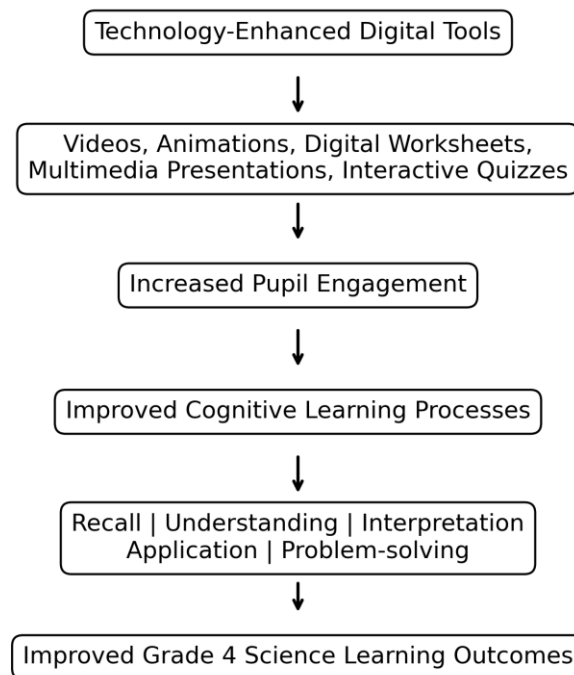 Technology-Enhanced Digital Tools
Videos, Animations, Digital Worksheets,
Multimedia Presentations, Interactive Quizzes
Increased Pupil Engagement
Improved Cognitive Learning Processes
Recall | Understanding | Interpretation
Application | Problem-solving
Improved Grade 4 Science Learning Outcomes